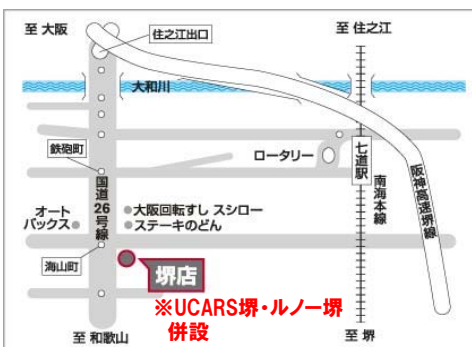 至 大阪
住之江出口
至 住之江
大和川
鉄砲町
ロータリー
七道駅
国道26号線
南海本線
阪神高速堺線
オート
バックス
大阪回転すし スシロー
ステーキのどん
海山町
堺店
※UCARS堺・ルノー堺
併設
至 和歌山
至 堺